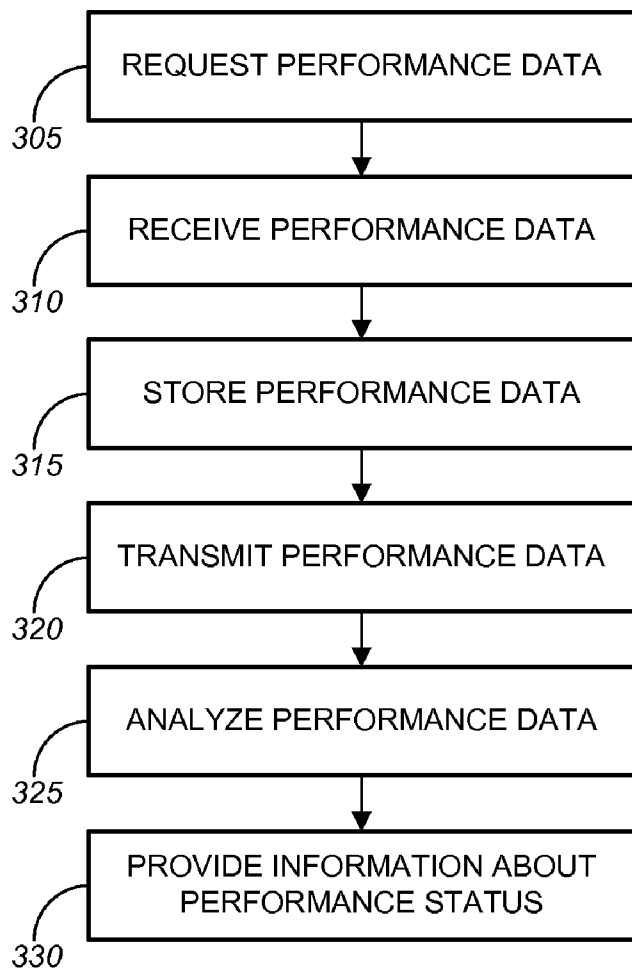 REQUEST PERFORMANCE DATA
305
RECEIVE PERFORMANCE DATA
310
STORE PERFORMANCE DATA
315
TRANSMIT PERFORMANCE DATA
320
ANALYZE PERFORMANCE DATA
325
PROVIDE INFORMATION ABOUT
PERFORMANCE STATUS
330